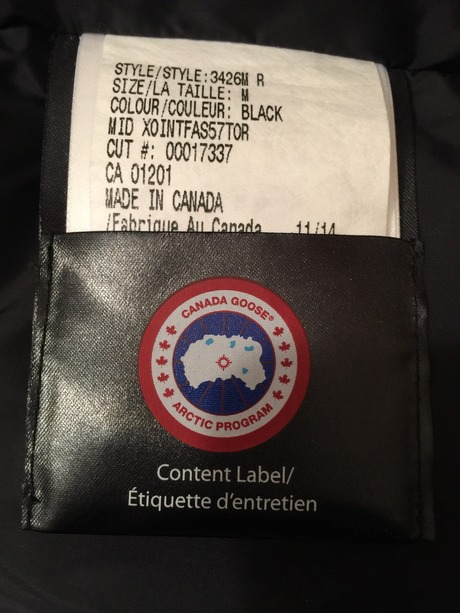 STYLE/STYLE:3426M R
SIZE/LA TAILLE: M
COLOUR/COULEUR: BLACK
MID XOINTFAS57TOR
CUT #: 00017337
CA 01201
MADE IN CANADA
/Fabrique Au Canada 11/14
CANADA GOOSE®
ARCTIC PROGRAM
Content Label/
Étiquette d'entretien